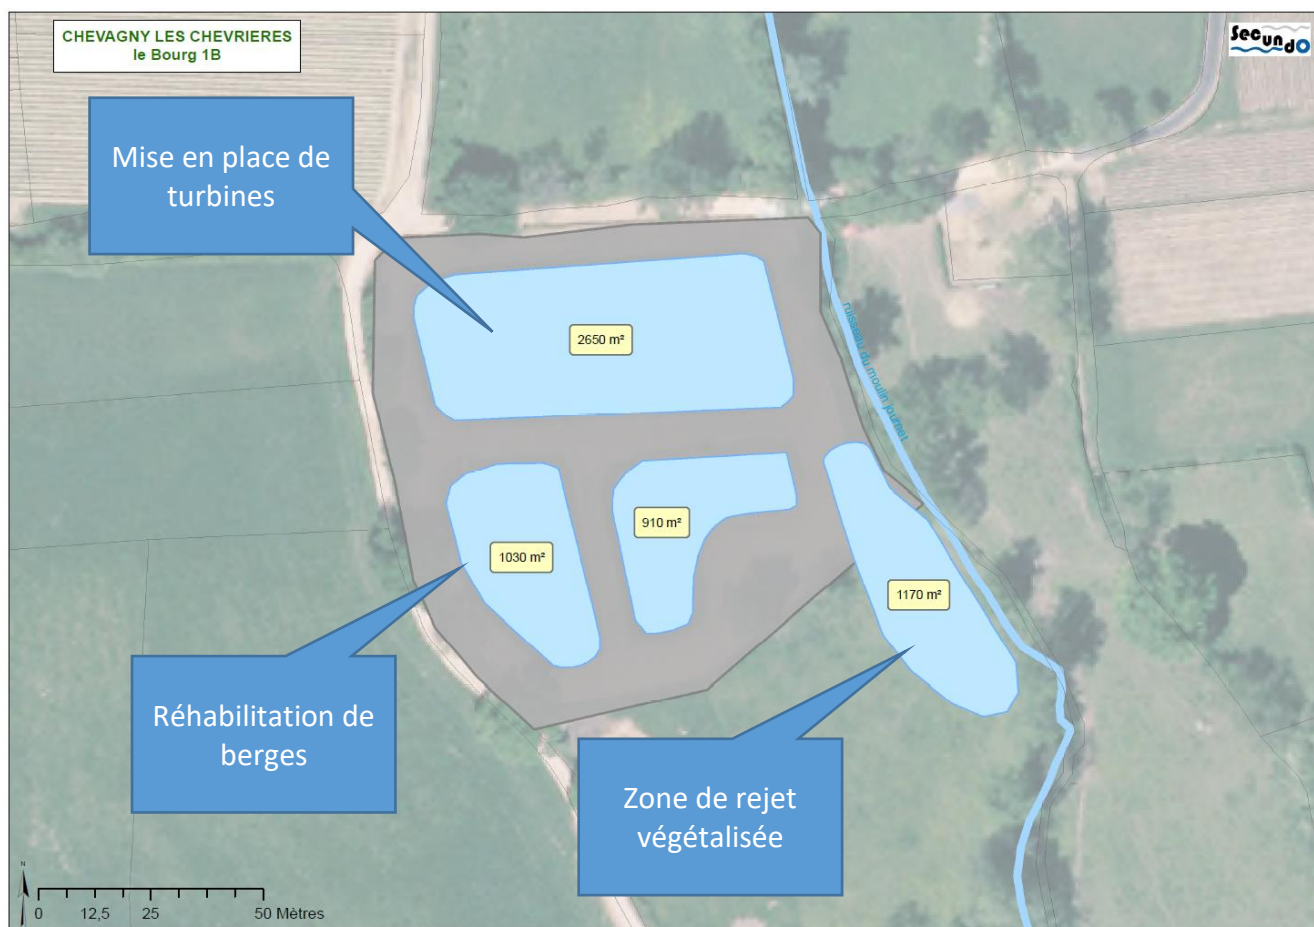 CHEVAGNY LES CHEVRIERES
le Bourg 1B
SecundO
Mise en place de
turbines
2650 m²
ruisseau du moulin journet
910 m²
1030 m²
1170 m²
Réhabilitation de
berges
Zone de rejet
végétalisée
N
0 12,5 25 50 Mètres